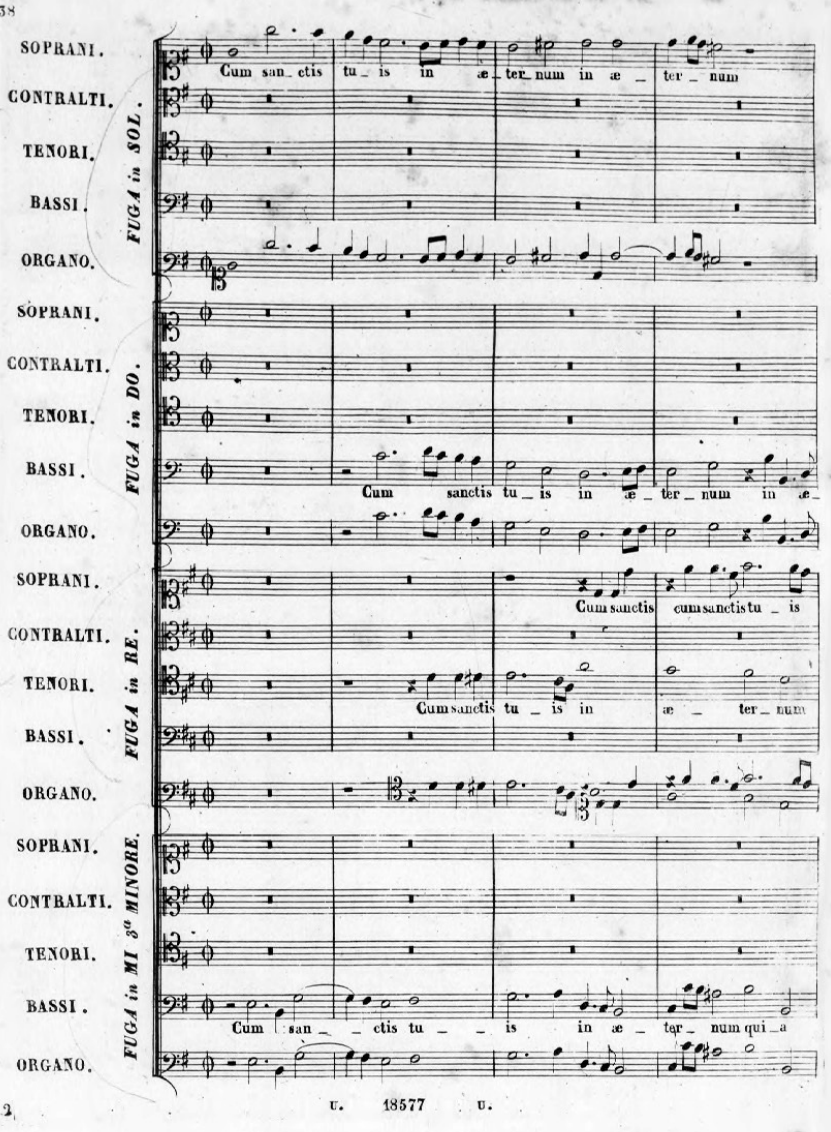 38
SOPRANI.
Cum san_ctis tu_is in æ_ter_num in æ_ter_num
CONTRALTI.
TENORI.
BASSI.
ORGANO.
FUGA in SOL.
SOPRANI.
CONTRALTI.
TENORI.
BASSI.
Cum sanctis tu_is in æ_ter_num in æ_
ORGANO.
FUGA in DO.
SOPRANI.
Cum sanctis cum sanctis tu_is
CONTRALTI.
TENORI.
Cum sanctis tu_is in æ_ter_num
BASSI.
ORGANO.
FUGA in RE.
SOPRANI.
CONTRALTI.
TENORI.
BASSI.
Cum san__ctis tu__is in æ_ter_num qui_a
ORGANO.
FUGA in MI 3ª MINORE.
2
U. 18577 U.